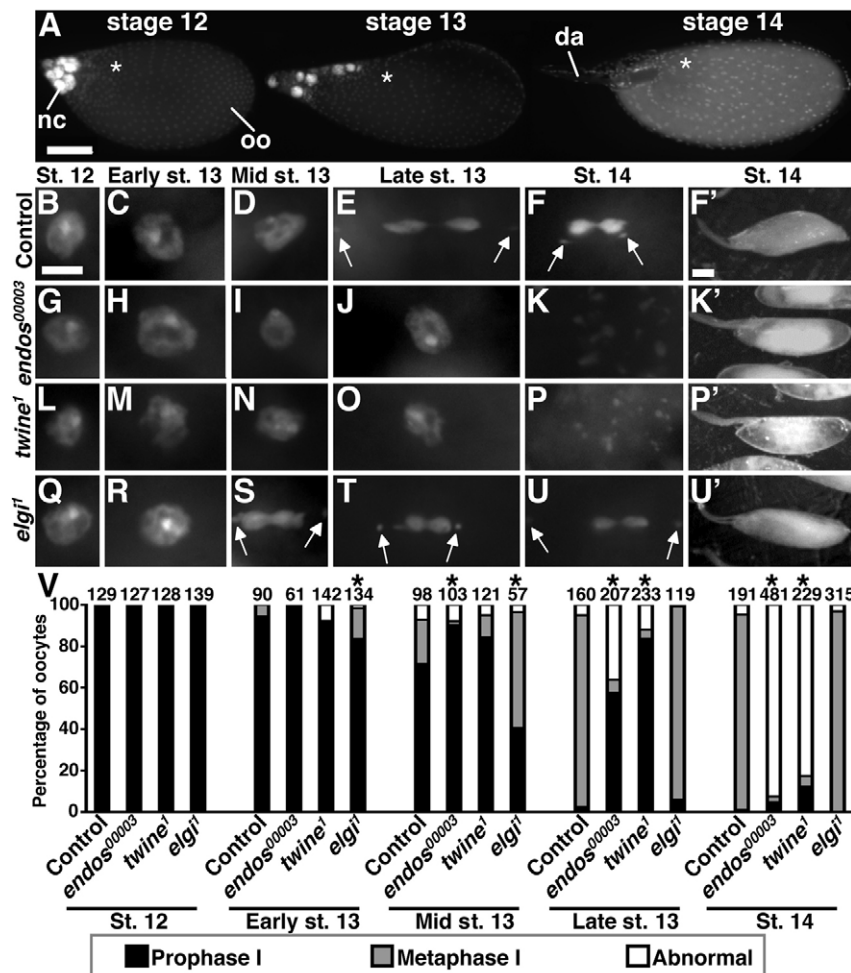 A stage 12 stage 13 stage 14
da
* * *
nc
oo
St. 12 Early st. 13 Mid st. 13 Late st. 13 St. 14 St. 14
Control
B C D E F F'
endos00003
G H I J K K'
twine1
L M N O P P'
elgi1
Q R S T U U'
V
* * * * * * *
129 127 128 139 90 61 142 134 98 103 121 57 160 207 233 119 191 481 229 315
Percentage of oocytes
100
80
60
40
20
0
Control endos00003 twine1 elgi1 Control endos00003 twine1 elgi1 Control endos00003 twine1 elgi1 Control endos00003 twine1 elgi1 Control endos00003 twine1 elgi1
St. 12 Early st. 13 Mid st. 13 Late st. 13 St. 14
Prophase I Metaphase I Abnormal